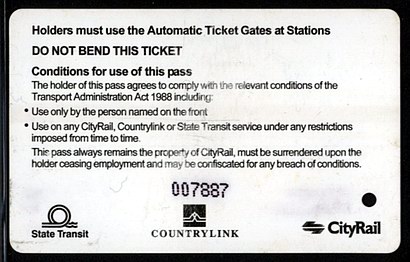 Holders must use the Automatic Ticket Gates at Stations
DO NOT BEND THIS TICKET
Conditions for use of this pass
The holder of this pass agrees to comply with the relevant conditions of the
Transport Administration Act 1988 including:
• Use only by the person named on the front
• Use on any CityRail, Countrylink or State Transit service under any restrictions
imposed from time to time.
This pass always remains the property of CityRail, must be surrendered upon the
holder ceasing employment and may be confiscated for any breach of conditions.
007887
State Transit
COUNTRYLINK
CityRail